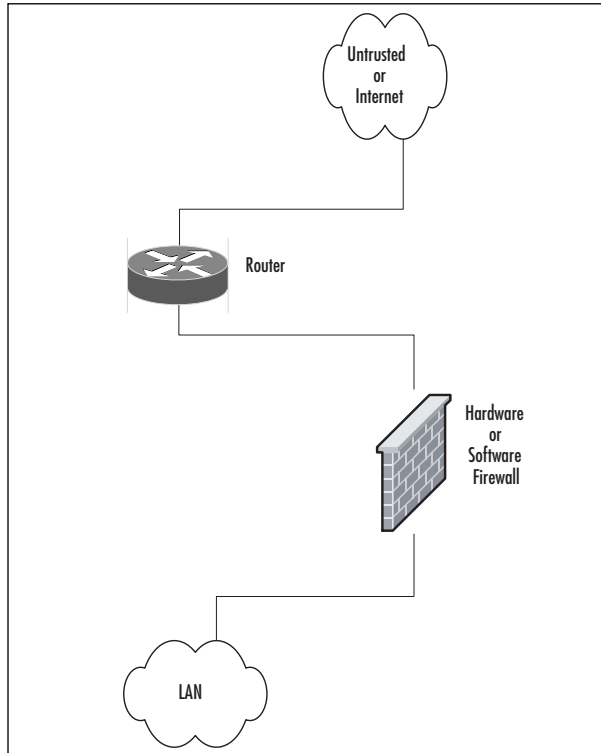 Untrusted
or
Internet
Router
Hardware
or
Software
Firewall
LAN